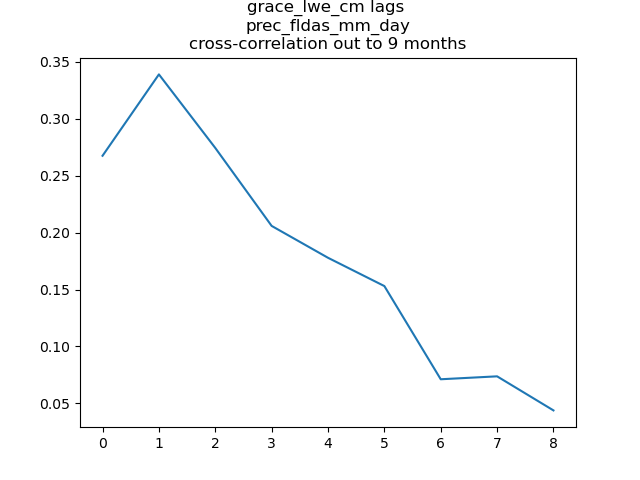 grace_lwe_cm lags
prec_fldas_mm_day
cross-correlation out to 9 months
0.35
0.30
0.25
0.20
0.15
0.10
0.05
0 1 2 3 4 5 6 7 8